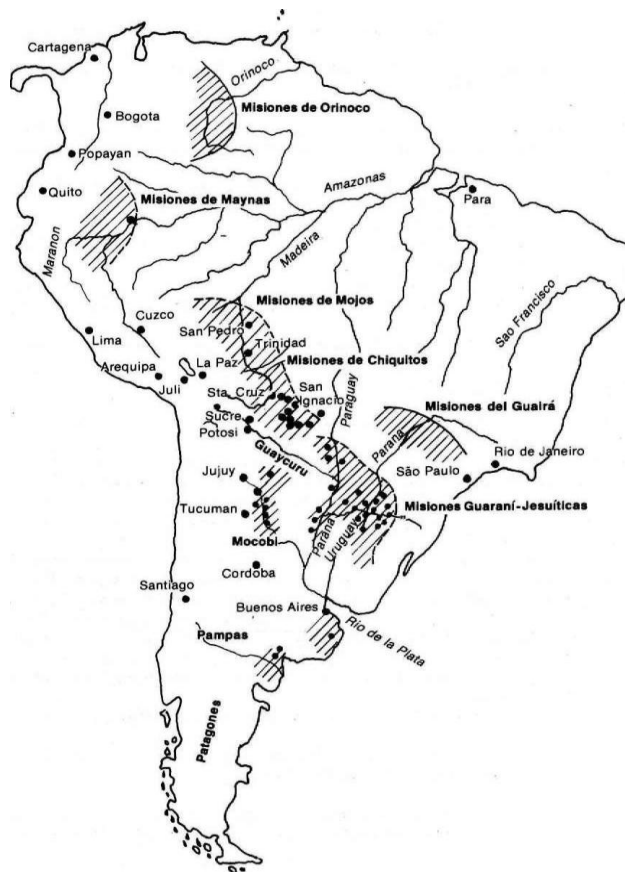 Cartagena
Orinoco
Misiones de Orinoco
Bogota
Popayan
Amazonas
Quito
Misiones de Maynas
Para
Madeira
Maranon
Sao Francisco
Misiones de Mojos
Cuzco
San Pedro
Lima
Trinidad
Misiones de Chiquitos
La Paz
Arequipa
Juli
Sta. Cruz
San
Ignacio
Paraguay
Misiones del Guairá
Sucre
Potosi
Parana
Rio de Janeiro
Guaycuru
São Paulo
Jujuy
Misiones Guaraní-Jesuíticas
Tucuman
Parana
Uruguay
Mocobi
Cordoba
Santiago
Buenos Aires
Rio de la Plata
Pampas
Patagones